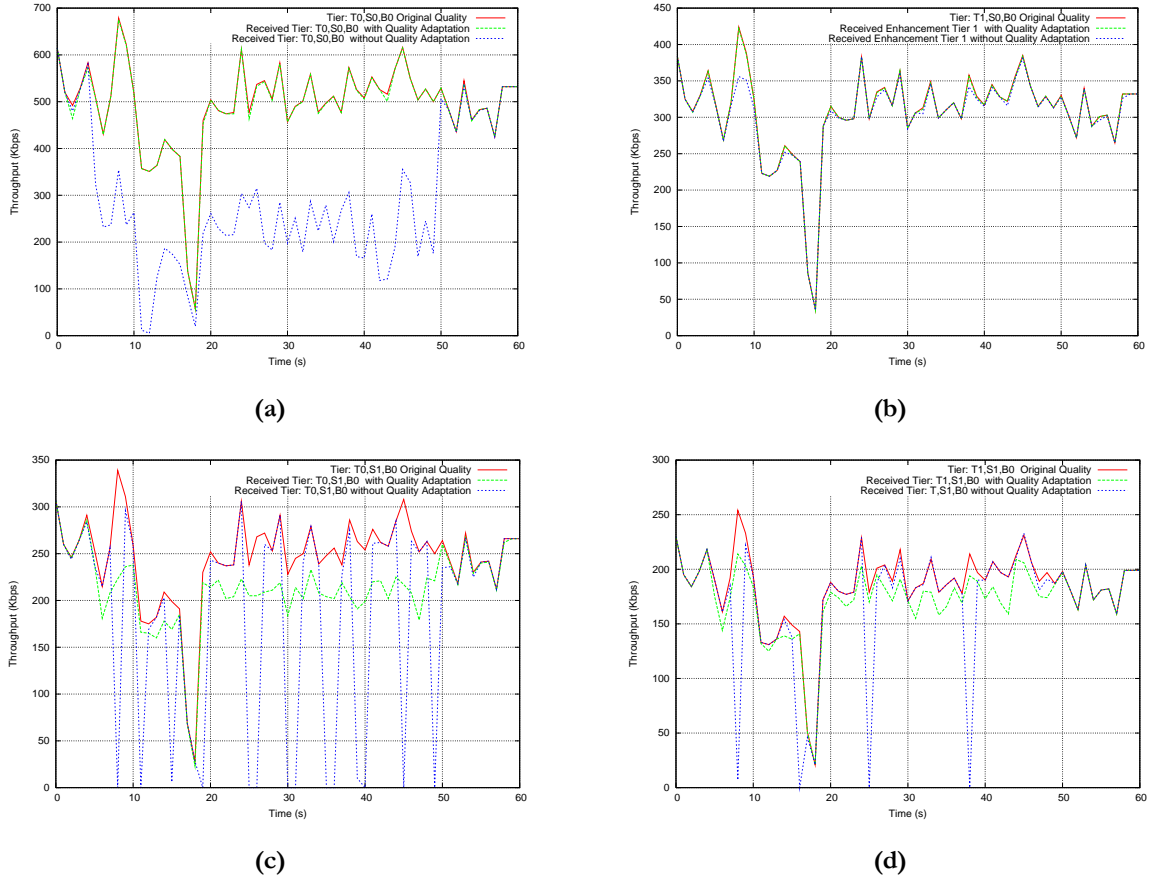 Tier: T0,S0,B0 Original Quality
Received Tier: T0,S0,B0 with Quality Adaptation
Received Tier: T0,S0,B0 without Quality Adaptation
Throughput (Kbps)
700
600
500
400
300
200
100
0
0 10 20 30 40 50 60
Time (s)
(a)
Tier: T1,S0,B0 Original Quality
Received Enhancement Tier 1 with Quality Adaptation
Received Enhancement Tier 1 without Quality Adaptation
Throughput (Kbps)
450
400
350
300
250
200
150
100
50
0
0 10 20 30 40 50 60
Time (s)
(b)
Tier: T0,S1,B0 Original Quality
Received Tier: T0,S1,B0 with Quality Adaptation
Received Tier: T0,S1,B0 without Quality Adaptation
Throughput (Kbps)
350
300
250
200
150
100
50
0
0 10 20 30 40 50 60
Time (s)
(c)
Tier: T1,S1,B0 Original Quality
Received Tier: T1,S1,B0 with Quality Adaptation
Received Tier: T,S1,B0 without Quality Adaptation
Throughput (Kbps)
300
250
200
150
100
50
0
0 10 20 30 40 50 60
Time (s)
(d)